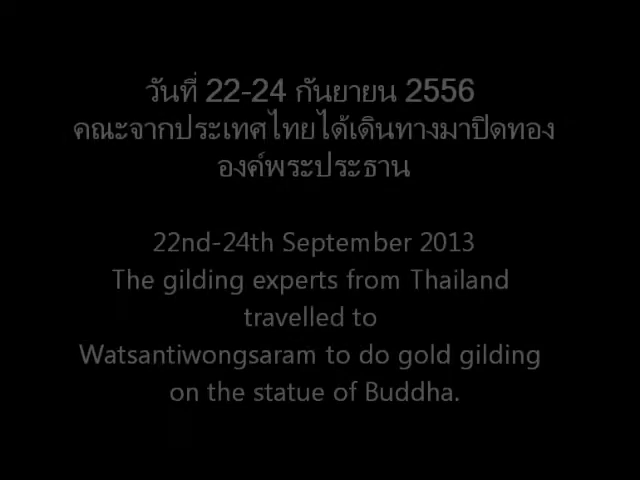 วันที่ 22-24 กันยายน 2556
คณะจากประเทศไทยได้เดินทางมาปิดทอง
องค์พระประธาน
22nd-24th September 2013
The gilding experts from Thailand
travelled to
Watsantiwongsaram to do gold gilding
on the statue of Buddha.